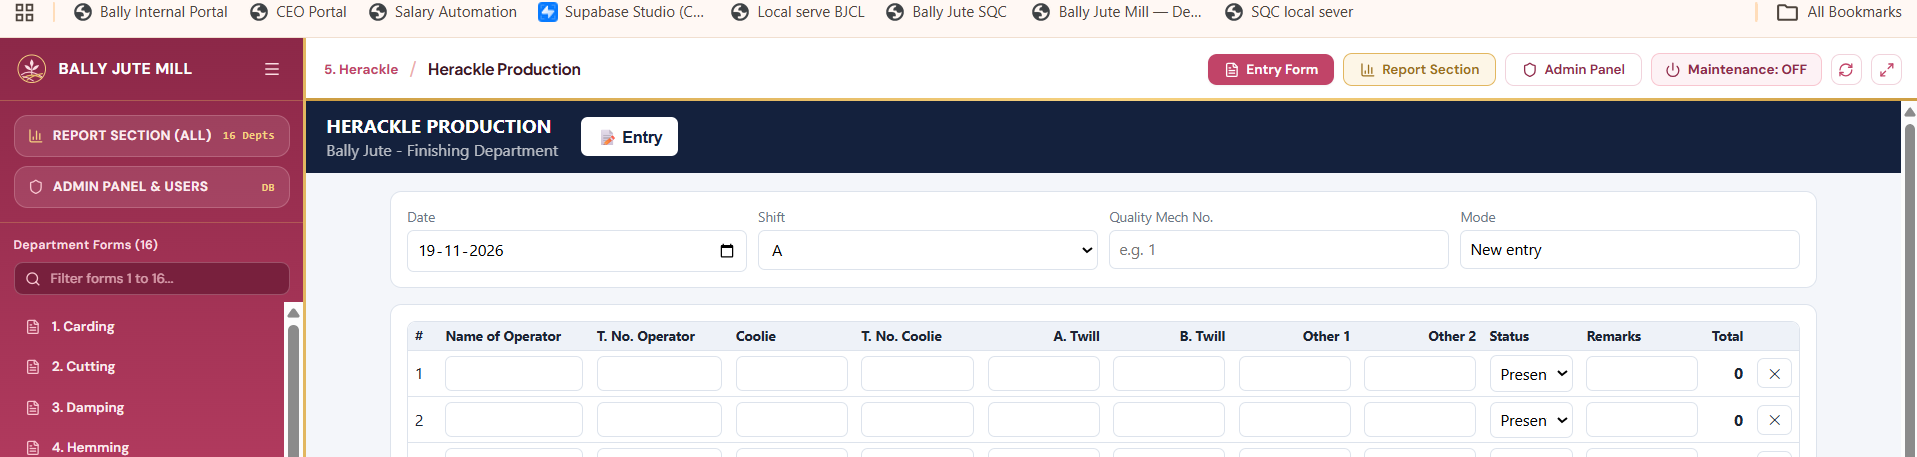 Bally Internal Portal CEO Portal Salary Automation Supabase Studio (C... Local serve BJCL Bally Jute SQC Bally Jute Mill — De... SQC local sever All Bookmarks
BALLY JUTE MILL
5. Herackle / Herackle Production
Entry Form Report Section Admin Panel Maintenance: OFF
REPORT SECTION (ALL) 16 Depts
ADMIN PANEL & USERS DB
Department Forms (16)
Filter forms 1 to 16...
1. Carding
2. Cutting
3. Damping
4. Hemming
HERACKLE PRODUCTION
Bally Jute - Finishing Department
Entry
Date Shift Quality Mech No. Mode
19-11-2026 A e.g. 1 New entry
# Name of Operator T. No. Operator Coolie T. No. Coolie A. Twill B. Twill Other 1 Other 2 Status Remarks Total
1 Presen 0
2 Presen 0